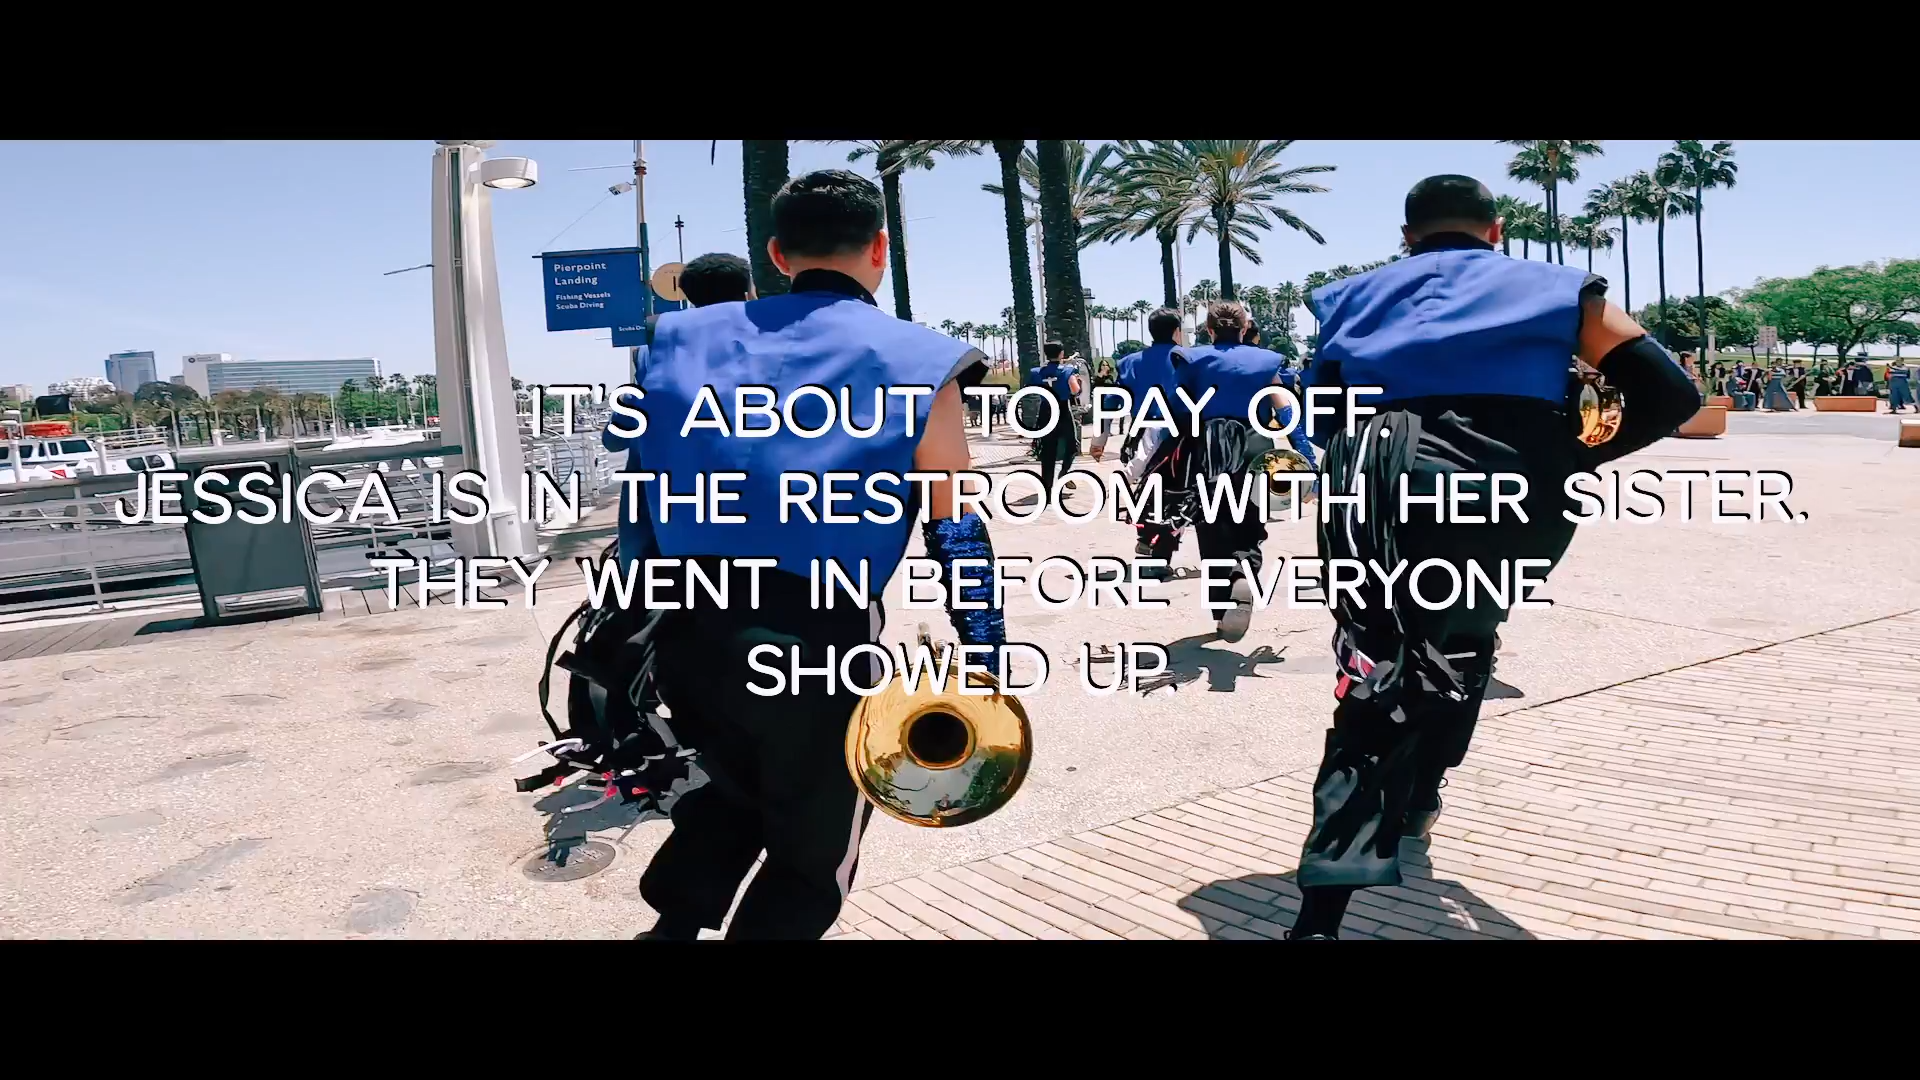 Pierpoint
Landing
Fishing Vessels
Scuba Diving
IT'S ABOUT TO PAY OFF.
JESSICA IS IN THE RESTROOM WITH HER SISTER.
THEY WENT IN BEFORE EVERYONE
SHOWED UP.